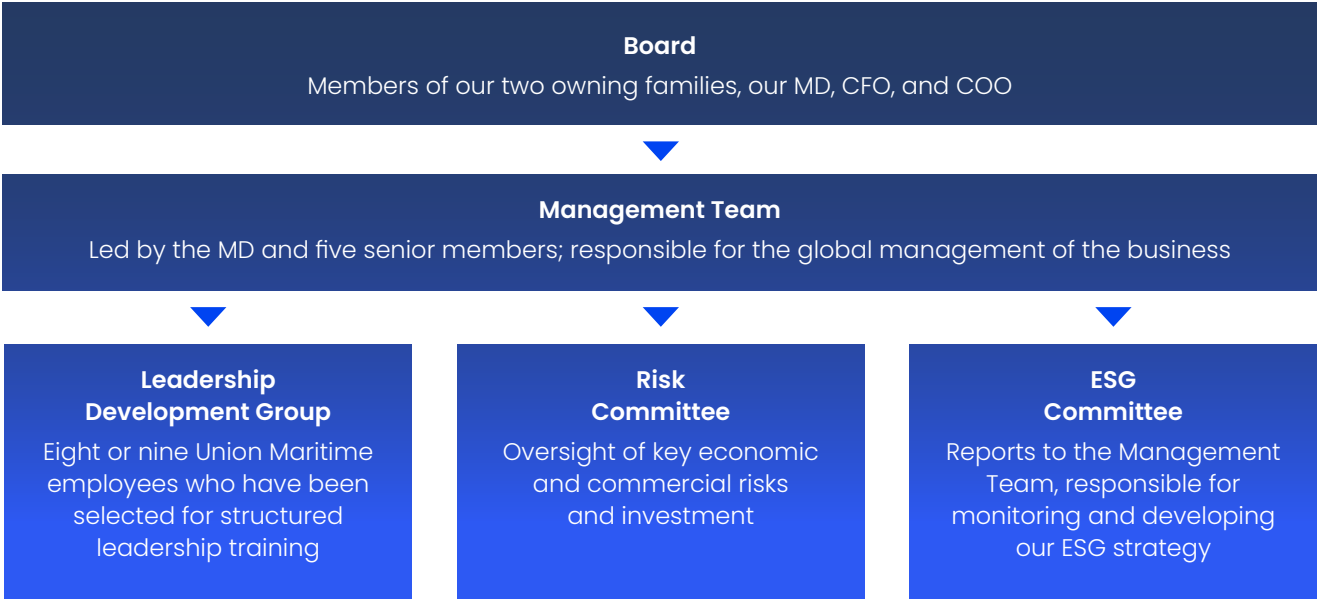 Board
Members of our two owning families, our MD, CFO, and COO
Management Team
Led by the MD and five senior members; responsible for the global management of the business
Leadership
Development Group
Eight or nine Union Maritime
employees who have been
selected for structured
leadership training
Risk
Committee
Oversight of key economic
and commercial risks
and investment
ESG
Committee
Reports to the Management
Team, responsible for
monitoring and developing
our ESG strategy